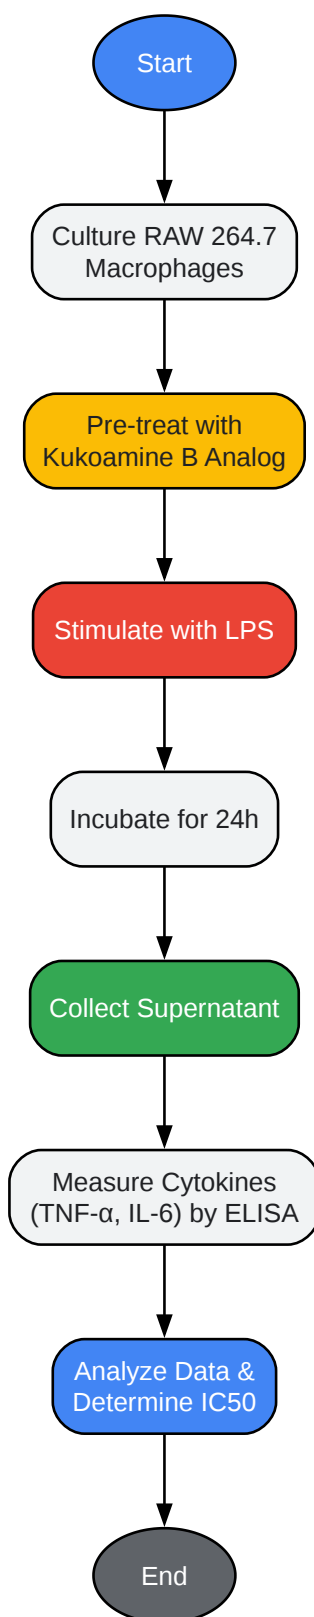 Start
Culture RAW 264.7
Macrophages
Pre-treat with
Kukoamine B Analog
Stimulate with LPS
Incubate for 24h
Collect Supernatant
Measure Cytokines
(TNF-α, IL-6) by ELISA
Analyze Data &
Determine IC50
End